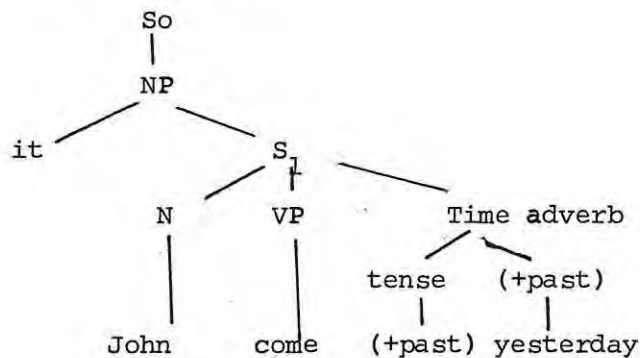 So
NP
it S1
N VP Time adverb
tense (+past)
John come (+past) yesterday